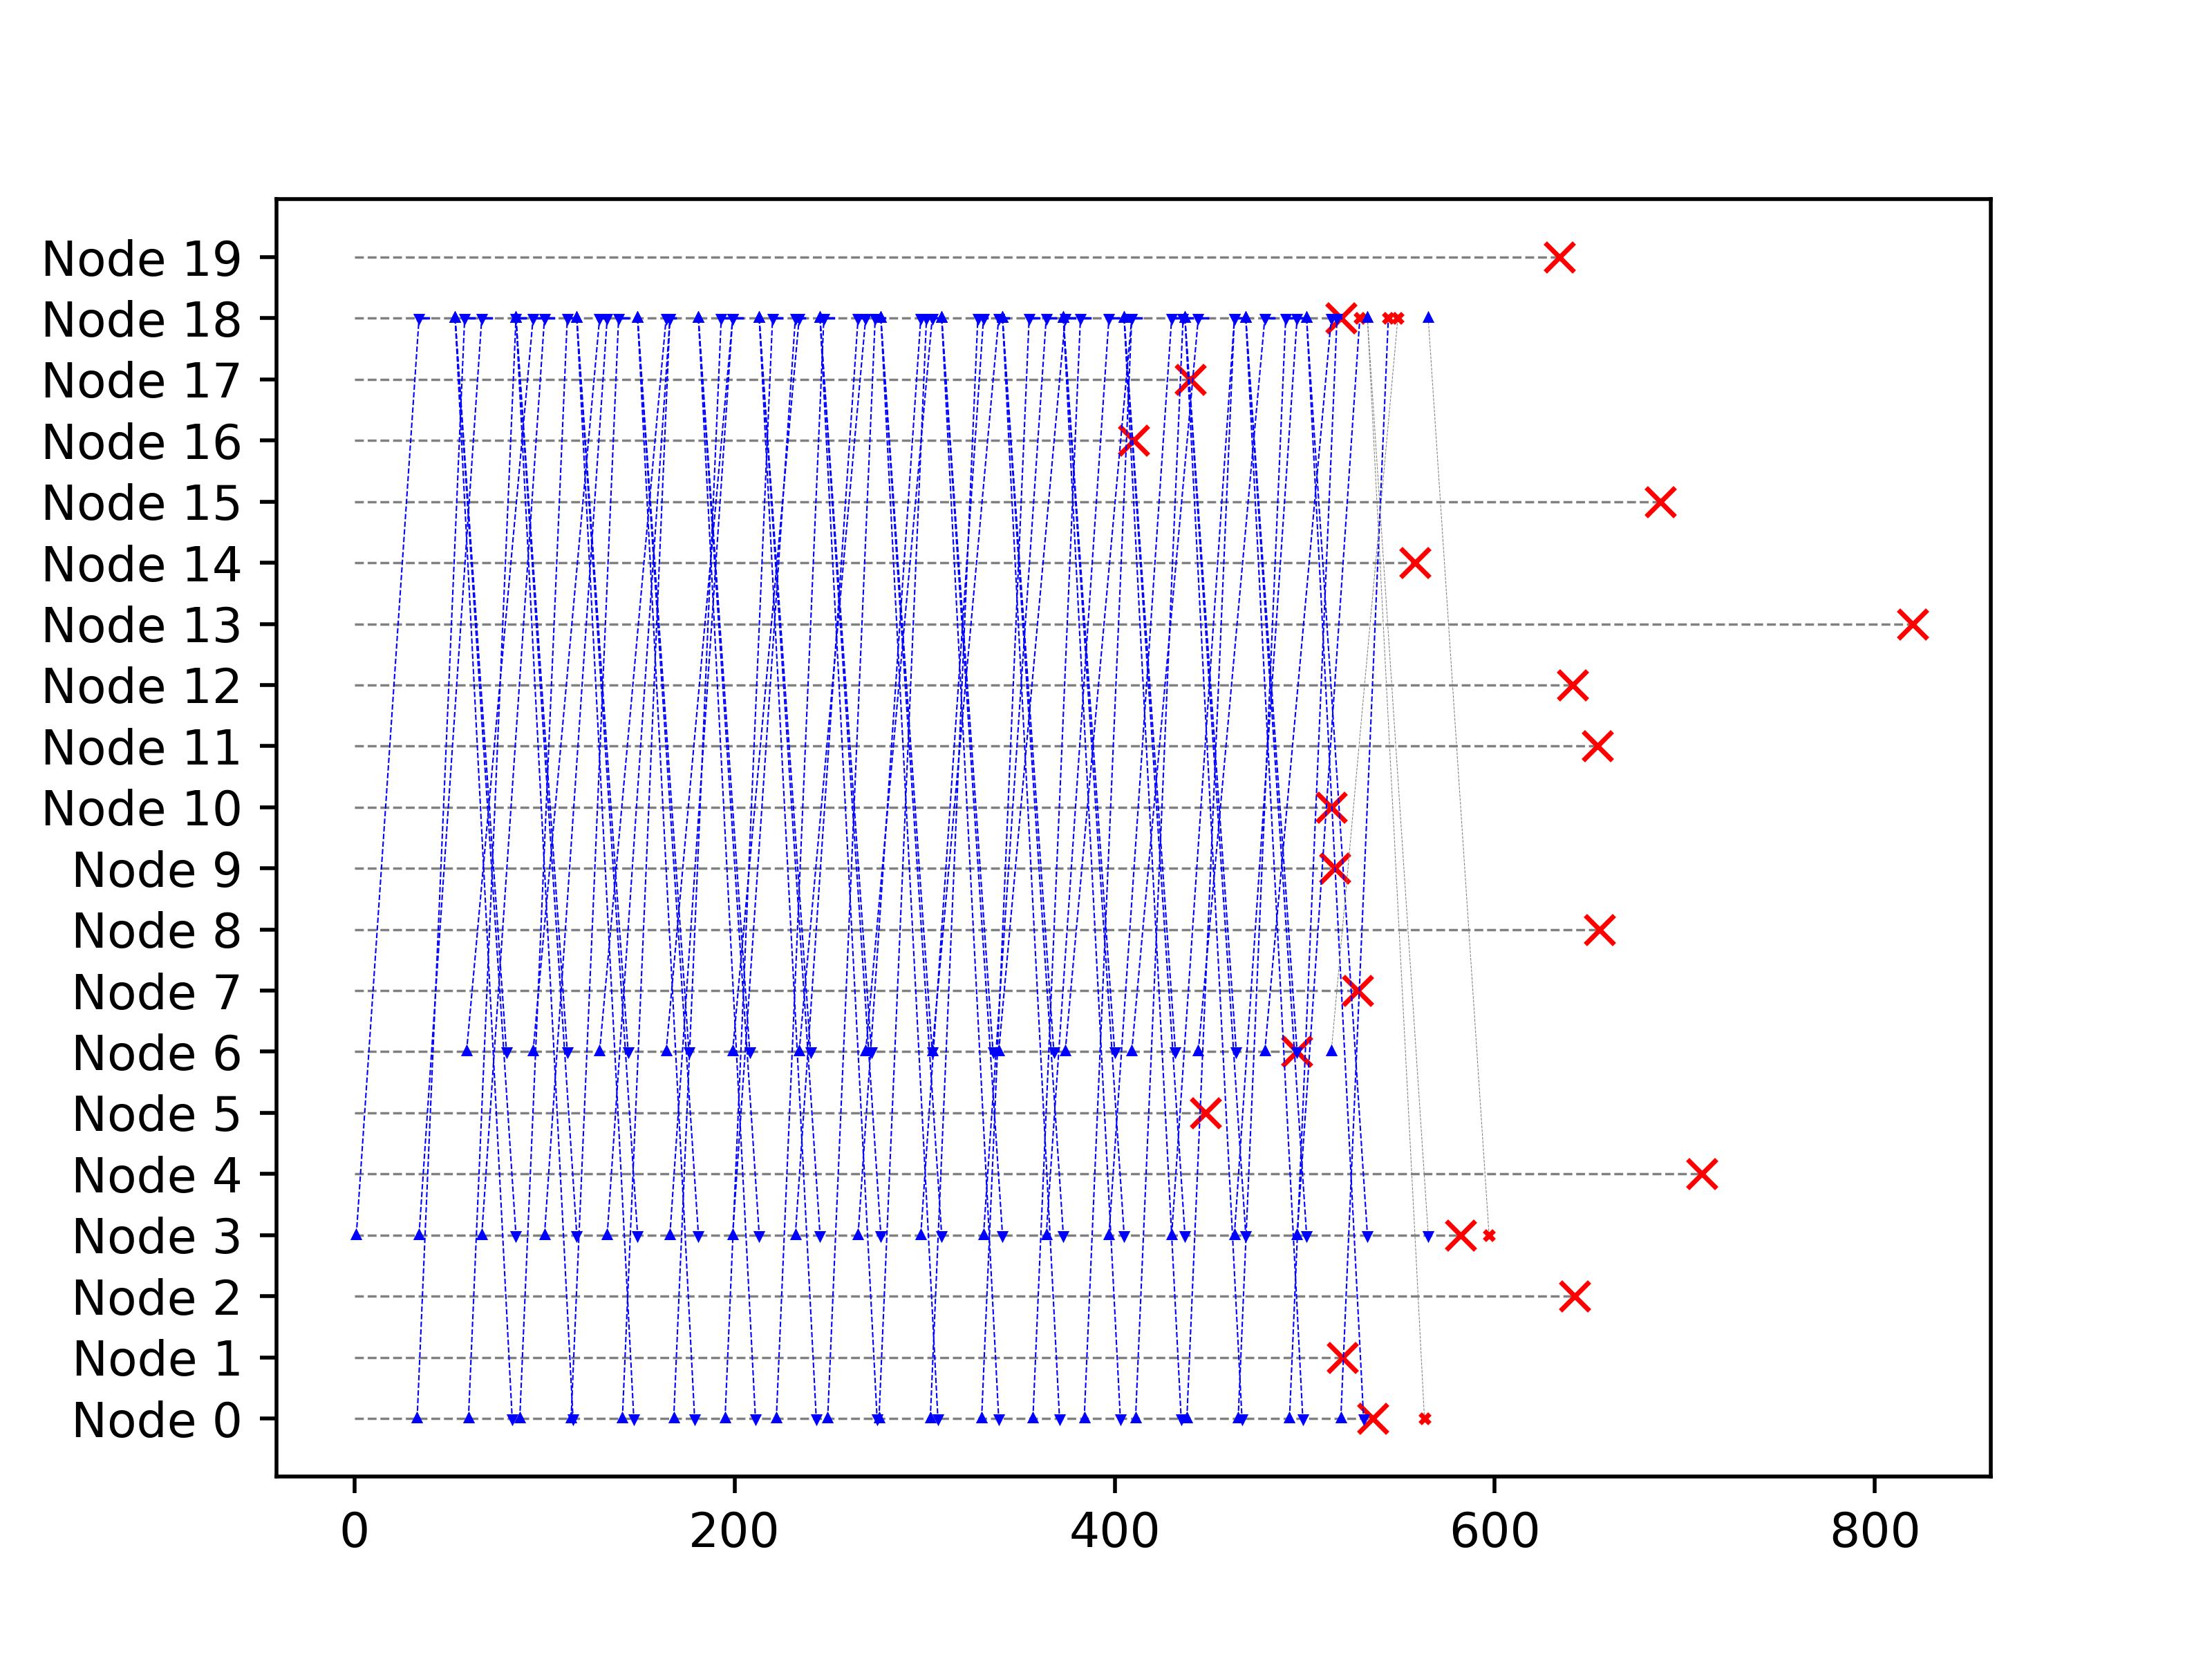 Node 19
Node 18
Node 17
Node 16
Node 15
Node 14
Node 13
Node 12
Node 11
Node 10
Node 9
Node 8
Node 7
Node 6
Node 5
Node 4
Node 3
Node 2
Node 1
Node 0
0 200 400 600 800